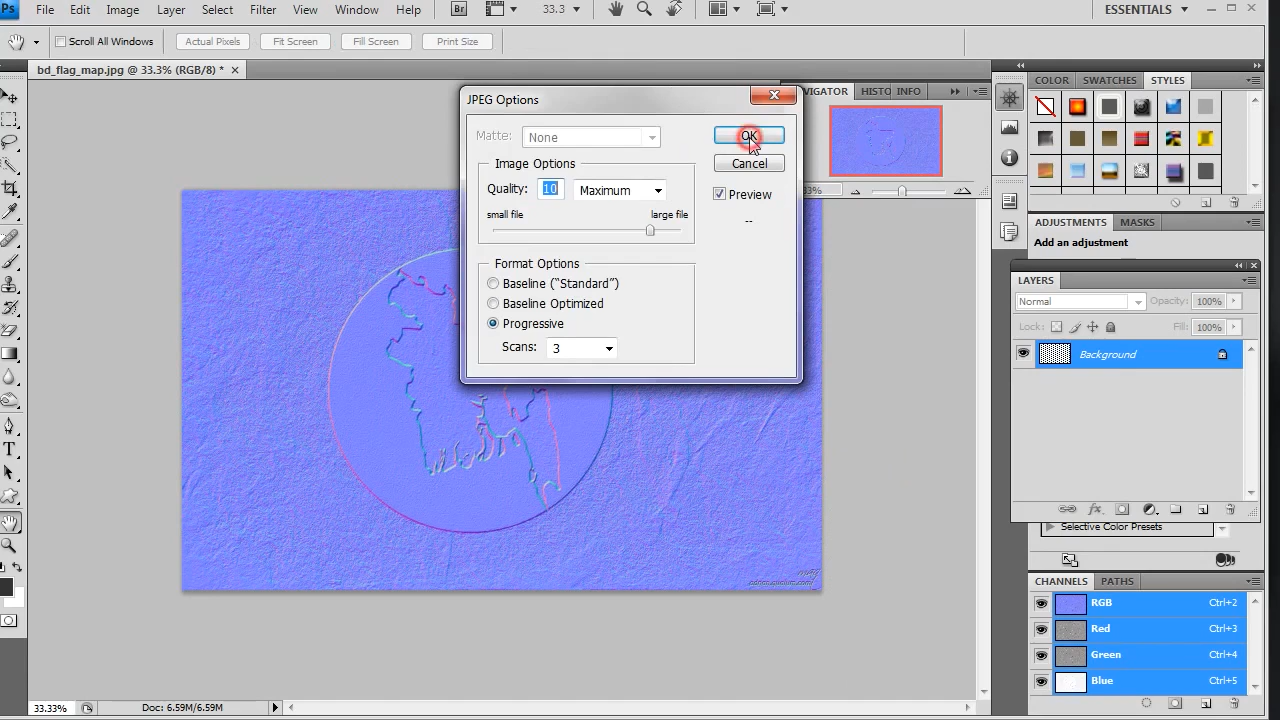 Ps File Edit Image Layer Select Filter View Window Help Br 33.3 ESSENTIALS
Scroll All Windows Actual Pixels Fit Screen Fill Screen Print Size
bd_flag_map.jpg @ 33.3% (RGB/8) *
JPEG Options
Matte: None
OK
Image Options
Cancel
Quality: 10 Maximum
Preview
small file large file
--
Format Options
Baseline ("Standard")
Baseline Optimized
Progressive
Scans: 3
VIGATOR HISTO INFO
33%
COLOR SWATCHES STYLES
ADJUSTMENTS MASKS
Add an adjustment
LAYERS
Normal Opacity: 100%
Lock: Fill: 100%
Background
Selective Color Presets
CHANNELS PATHS
RGB Ctrl+2
Red Ctrl+3
Green Ctrl+4
Blue Ctrl+5
33.33% Doc: 6.59M/6.59M